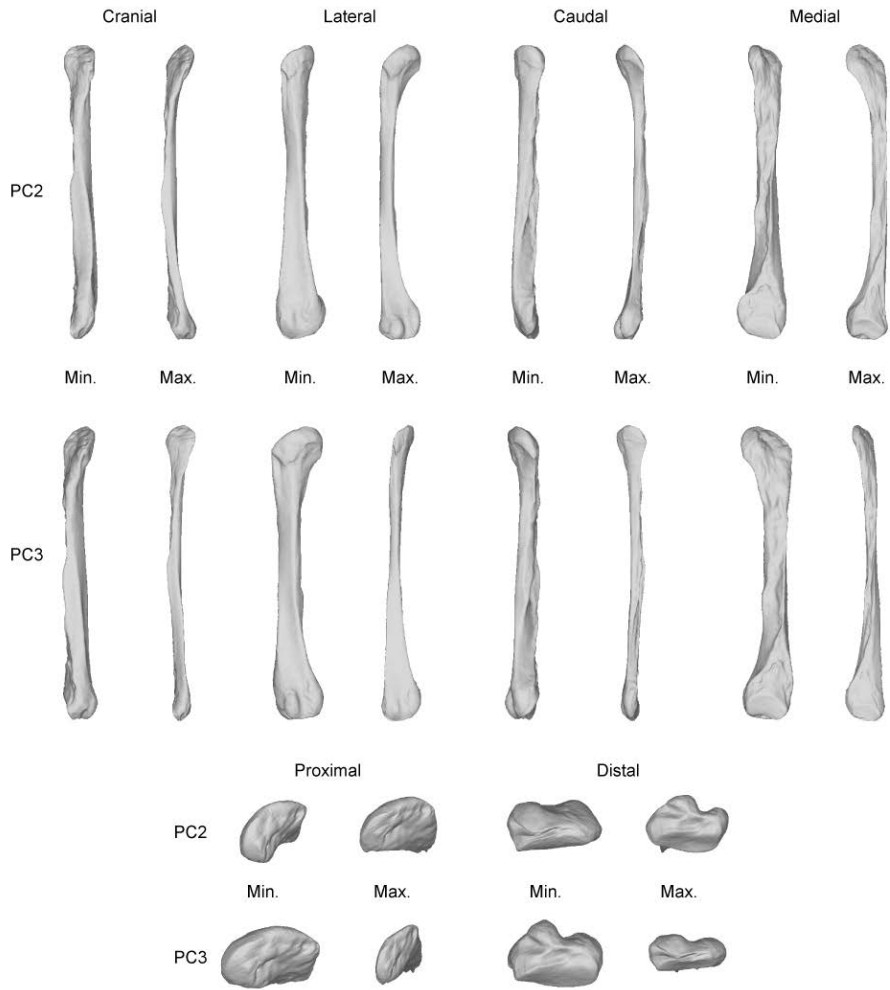 Cranial Lateral Caudal Medial
PC2
Min. Max. Min. Max. Min. Max. Min. Max.
PC3
Proximal Distal
PC2
Min. Max. Min. Max.
PC3